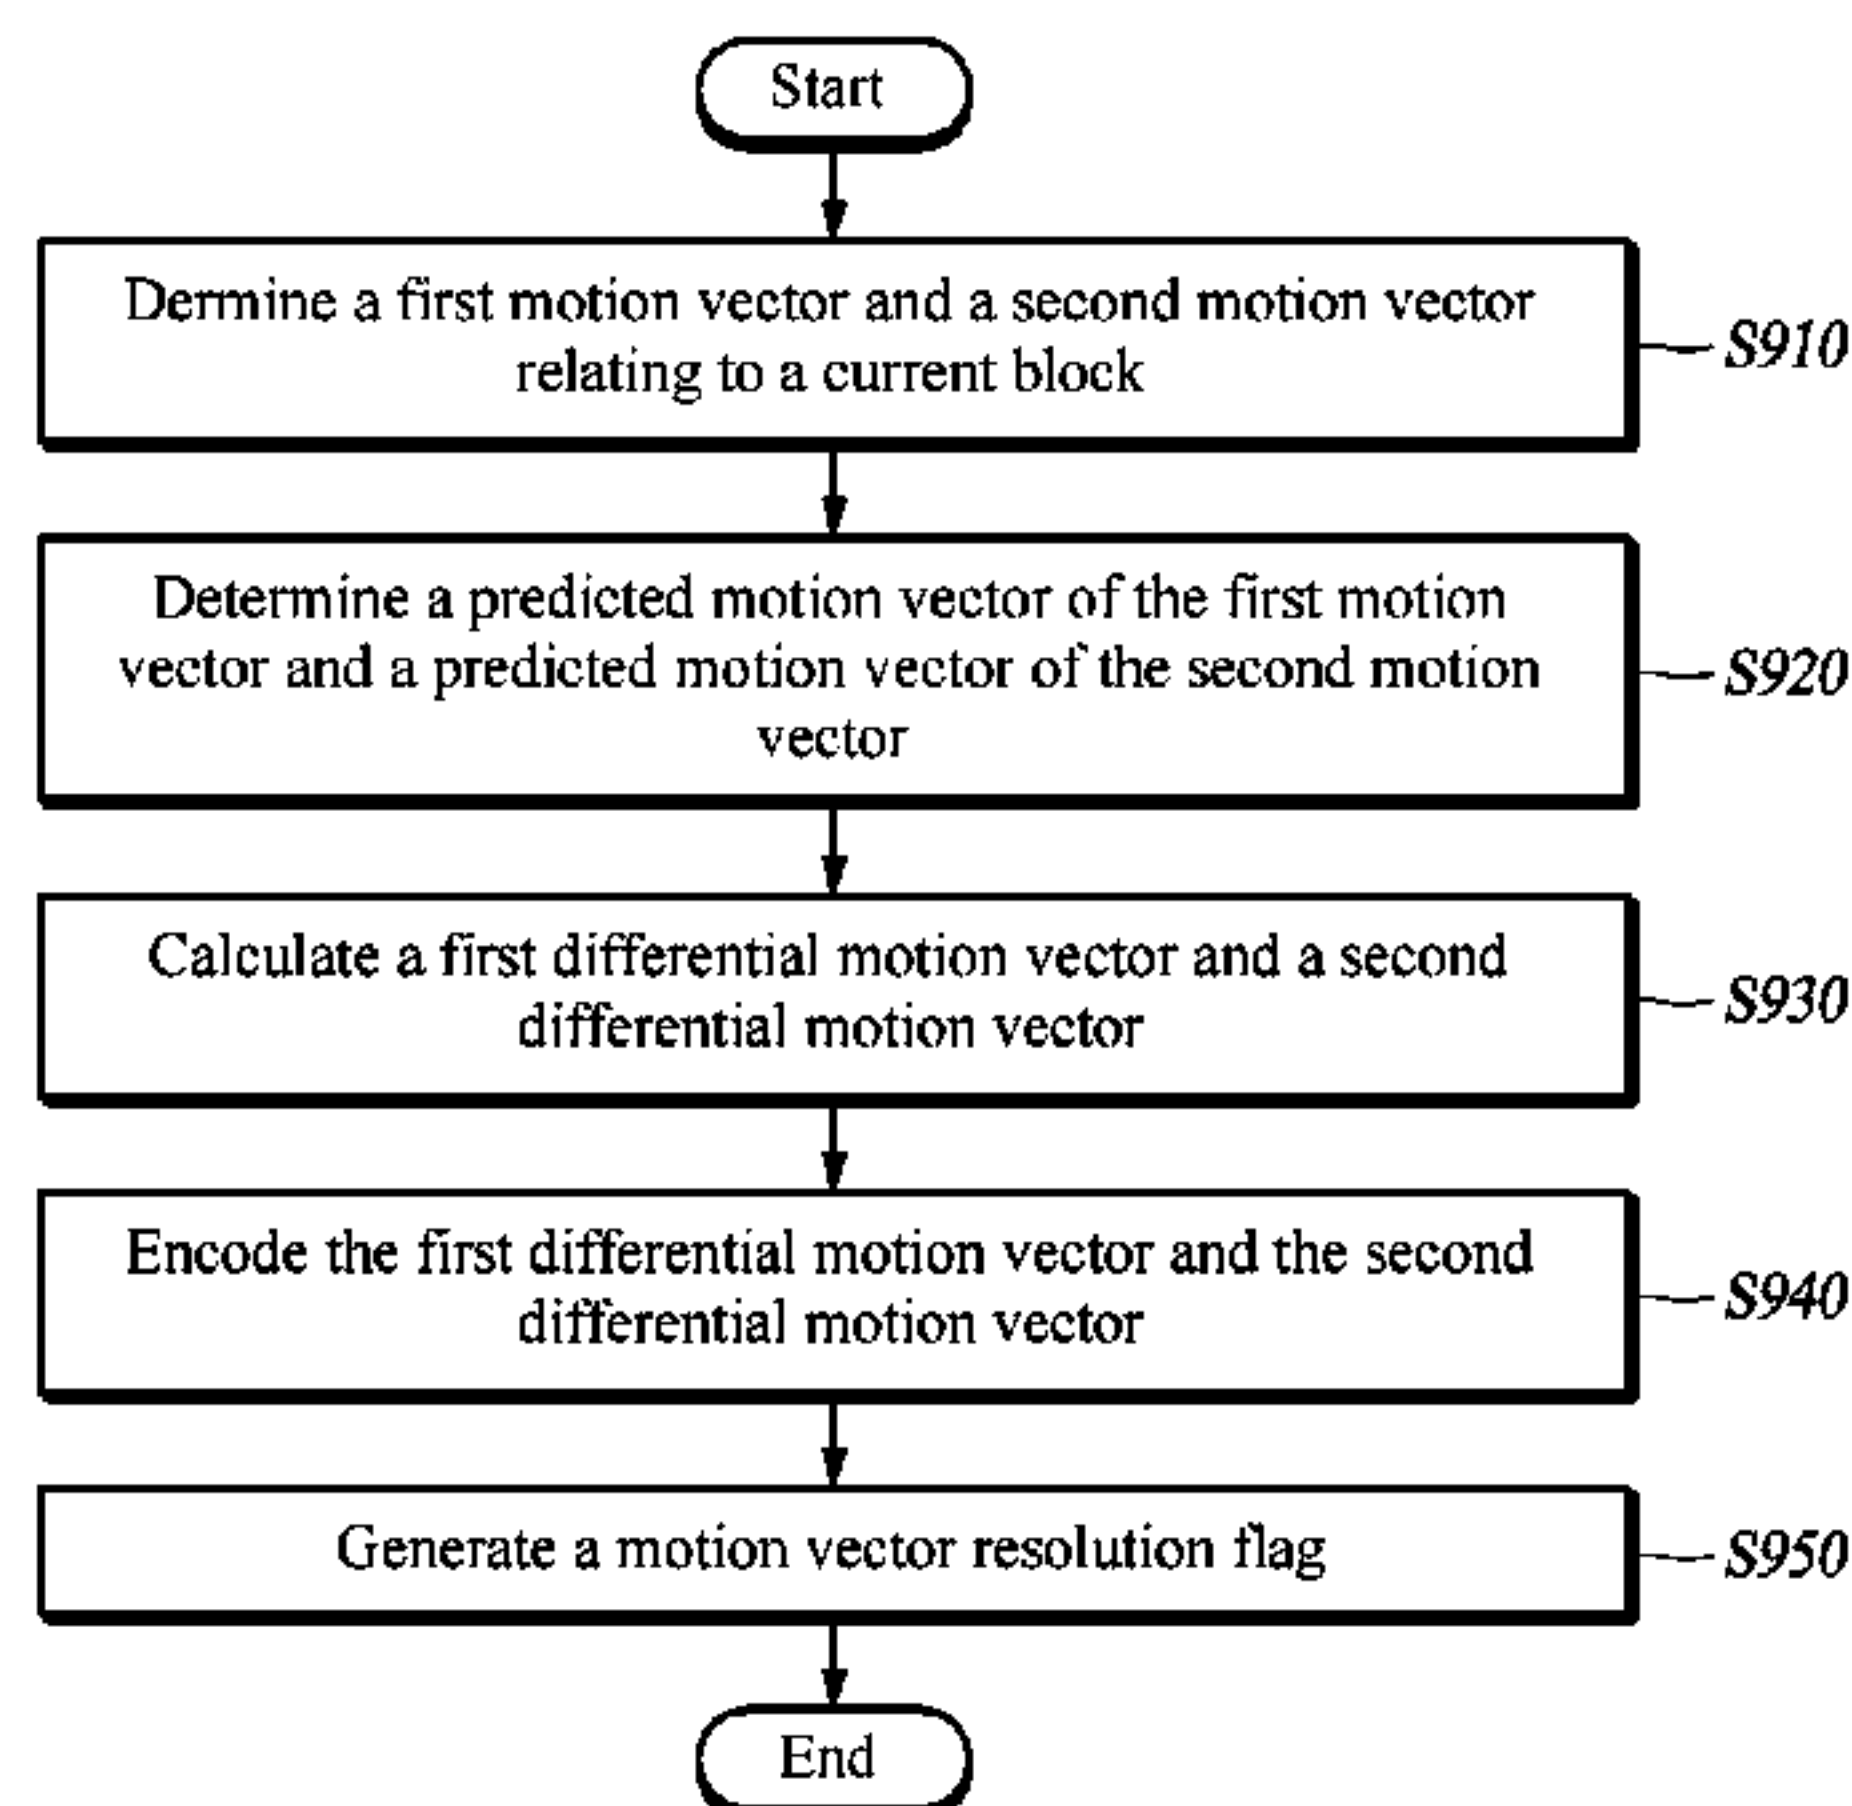 Start
Dermine a first motion vector and a second motion vector
relating to a current block
S910
Determine a predicted motion vector of the first motion
vector and a predicted motion vector of the second motion
vector
S920
Calculate a first differential motion vector and a second
differential motion vector
S930
Encode the first differential motion vector and the second
differential motion vector
S940
Generate a motion vector resolution flag
S950
End